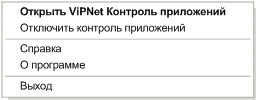 Открыть ViPNet Контроль приложений
Отключить контроль приложений
Справка
О программе
Выход